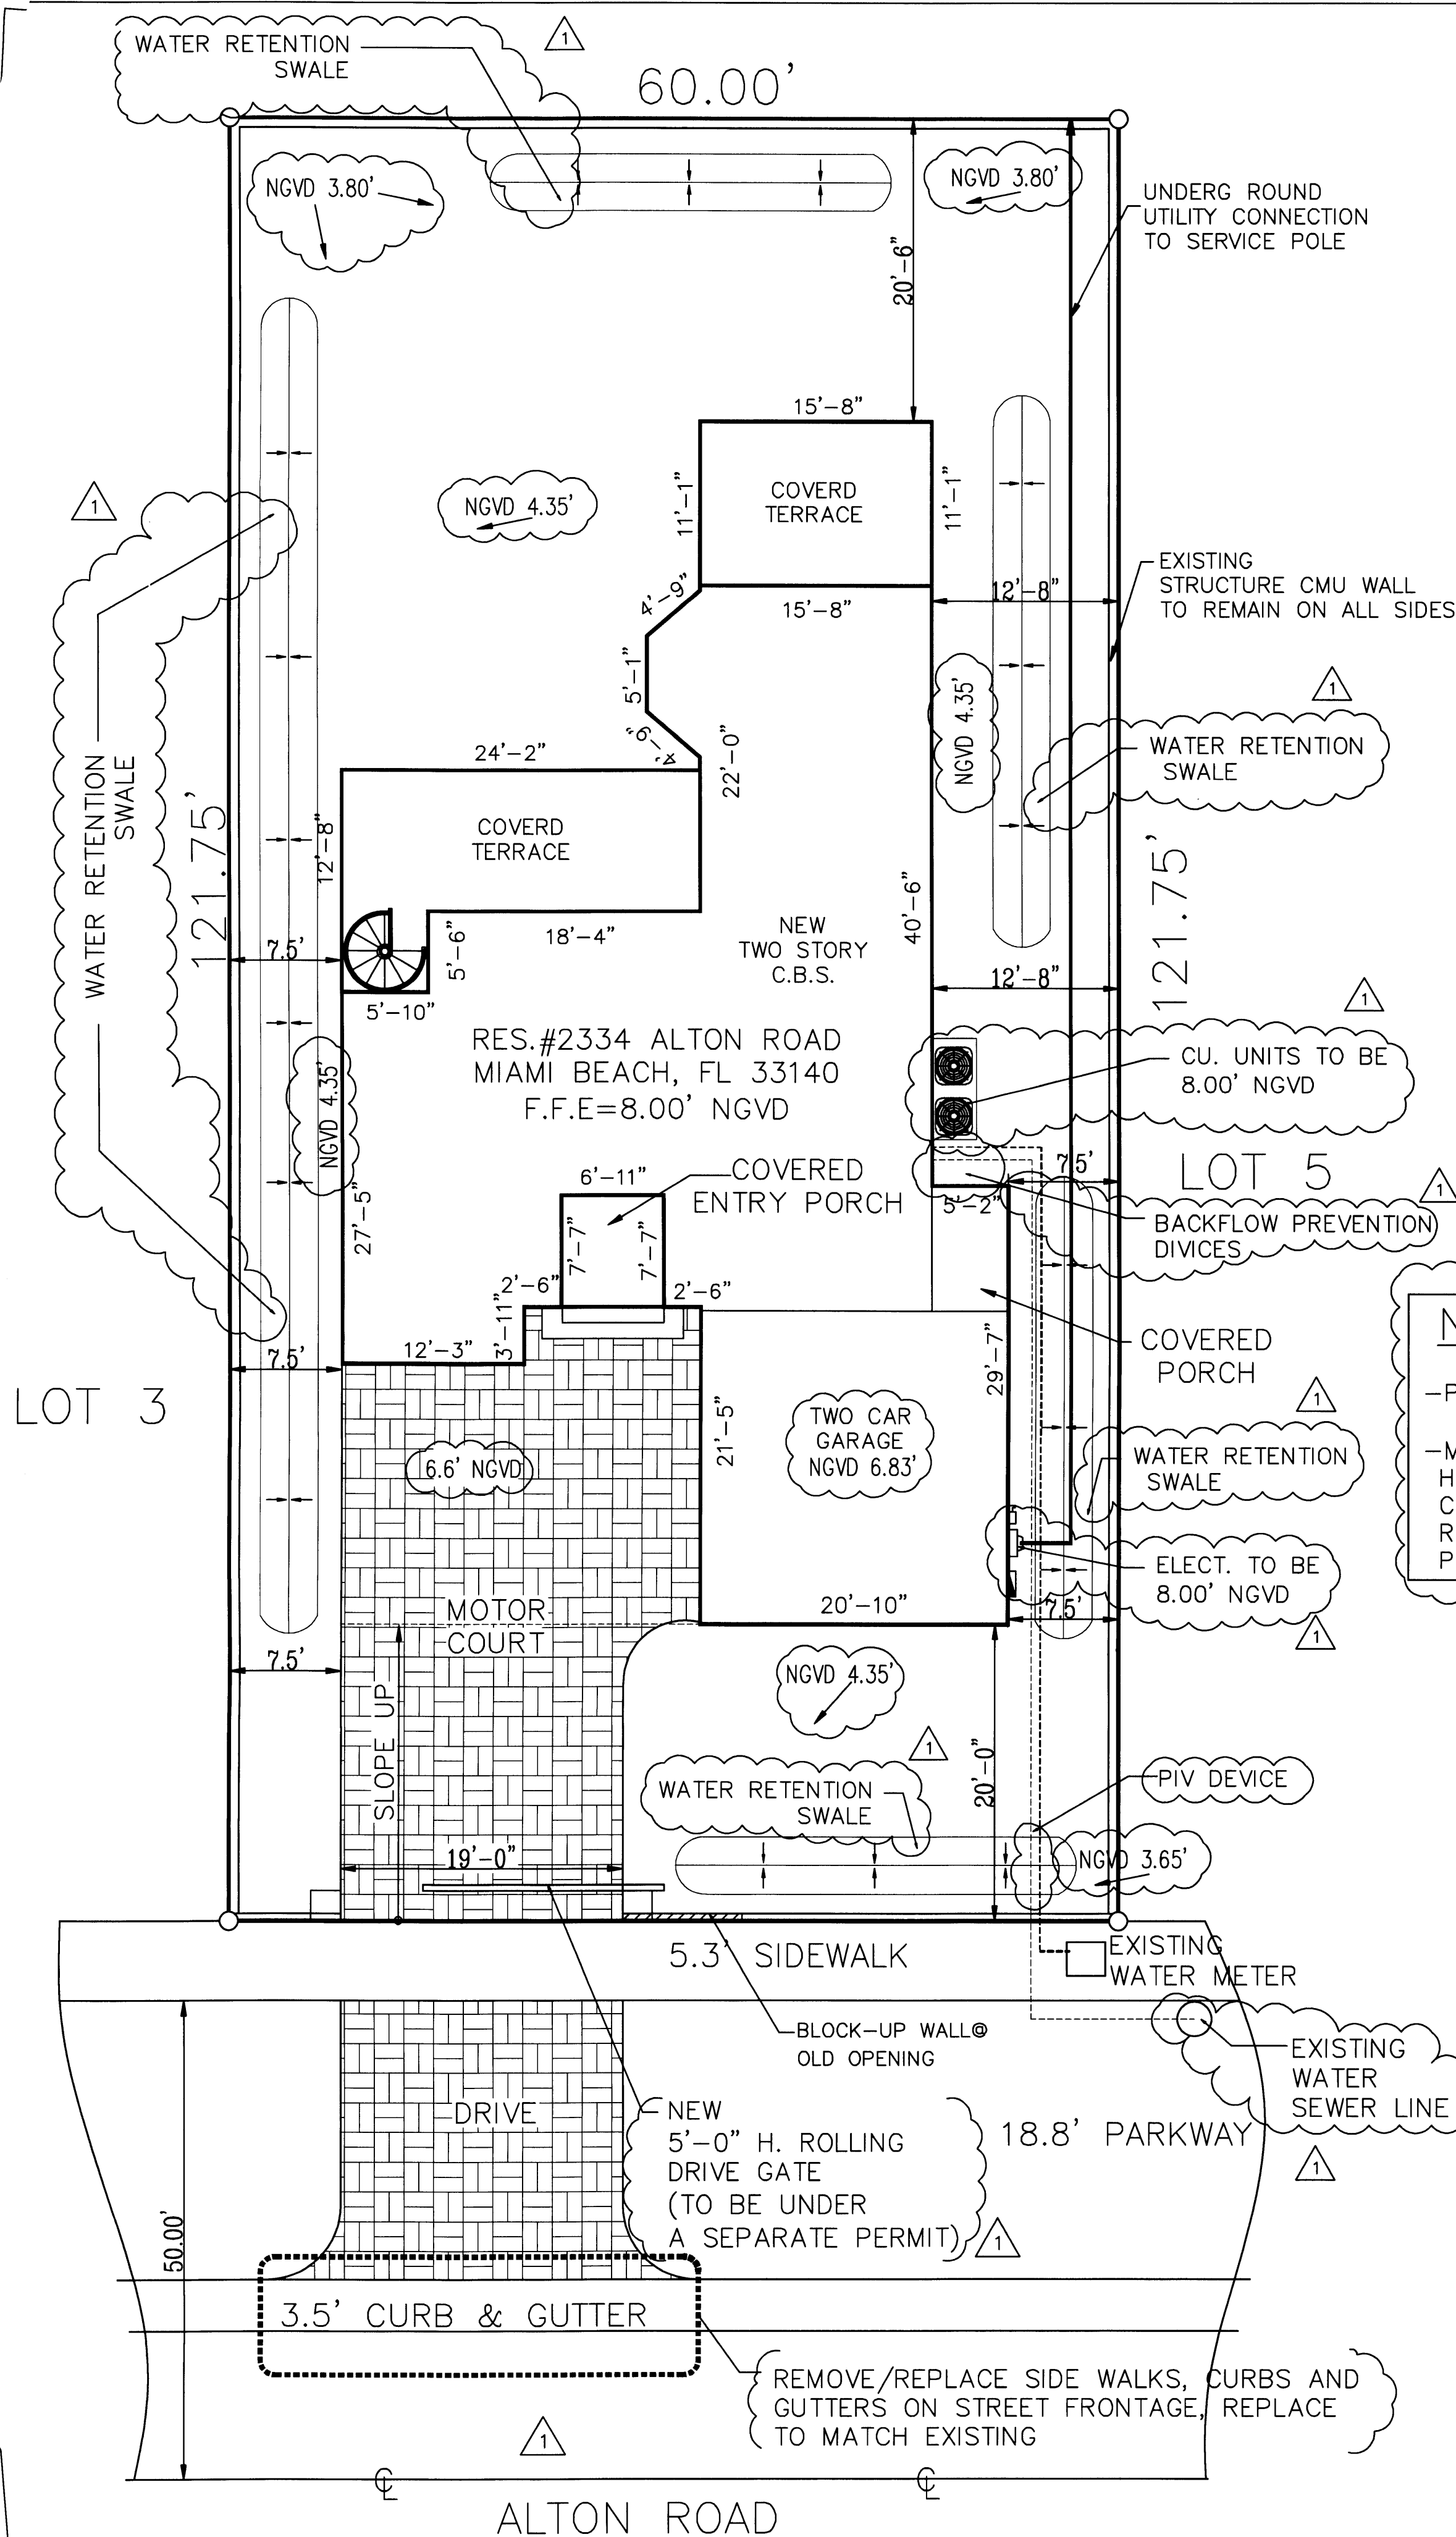 WATER RETENTION
SWALE
1
60.00'
NGVD 3.80'
NGVD 3.80'
UNDERG ROUND
UTILITY CONNECTION
TO SERVICE POLE
20'-6"
15'-8"
11'-1"
COVERD
TERRACE
11'-1"
NGVD 4.35'
1
EXISTING
STRUCTURE CMU WALL
TO REMAIN ON ALL SIDES
12'-8"
15'-8"
4'-9"
5'-1"
4'-9"
22'-0"
NGVD 4.35'
1
WATER RETENTION
SWALE
24'-2"
COVERD
TERRACE
12'-8"
WATER RETENTION
SWALE
121.75'
121.75'
40'-6"
NEW
TWO STORY
C.B.S.
18'-4"
5'-6"
7.5'
5'-10"
12'-8"
1
RES.#2334 ALTON ROAD
MIAMI BEACH, FL 33140
F.F.E=8.00' NGVD
CU. UNITS TO BE
8.00' NGVD
NGVD 4.35'
7.5'
LOT 5
1
6'-11"
COVERED
ENTRY PORCH
5'-2"
BACKFLOW PREVENTION
DIVICES
27'-5"
7'-7"
7'-7"
2'-6"
2'-6"
3'-11"
12'-3"
7.5'
29'-7"
COVERED
PORCH
N
-P
-M
H
C
R
P
LOT 3
1
21'-5"
TWO CAR
GARAGE
NGVD 6.83'
6.6' NGVD
WATER RETENTION
SWALE
ELECT. TO BE
8.00' NGVD
1
20'-10"
7.5'
MOTOR
COURT
7.5'
SLOPE UP
NGVD 4.35'
1
WATER RETENTION
SWALE
20'-0"
PIV DEVICE
NGVD 3.65'
19'-0"
5.3' SIDEWALK
EXISTING
WATER METER
BLOCK-UP WALL@
OLD OPENING
EXISTING
WATER
SEWER LINE
1
DRIVE
NEW
5'-0" H. ROLLING
DRIVE GATE
(TO BE UNDER
A SEPARATE PERMIT)
1
18.8' PARKWAY
50.00'
3.5' CURB & GUTTER
REMOVE/REPLACE SIDE WALKS, CURBS AND
GUTTERS ON STREET FRONTAGE, REPLACE
TO MATCH EXISTING
1
ALTON ROAD